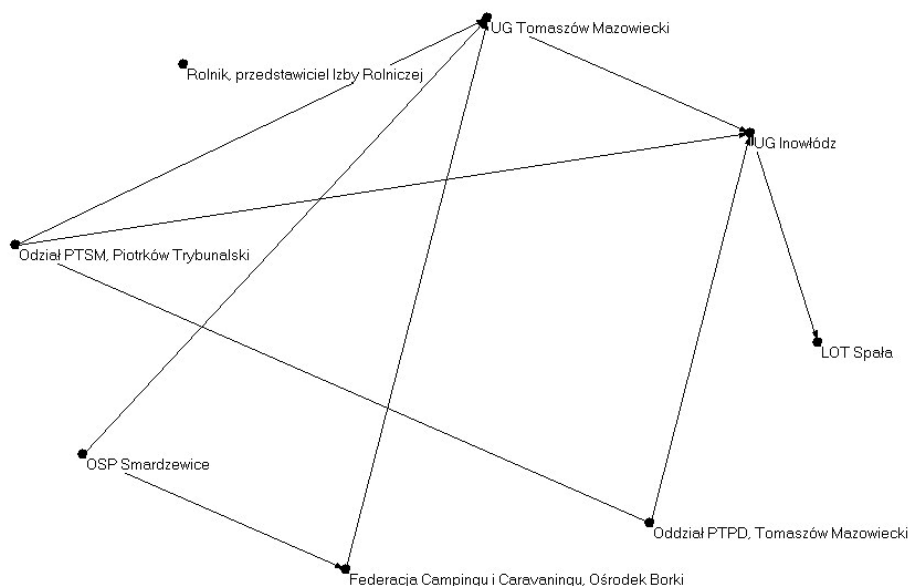 UG Tomaszów Mazowiecki
Rolnik, przedstawiciel Izby Rolniczej
UG Inowłódz
Odział PTSM, Piotrków Trybunalski
LOT Spała
OSP Smardzewice
Oddział PTPD, Tomaszów Mazowiecki
Federacja Campingu i Caravaningu, Ośrodek Borki